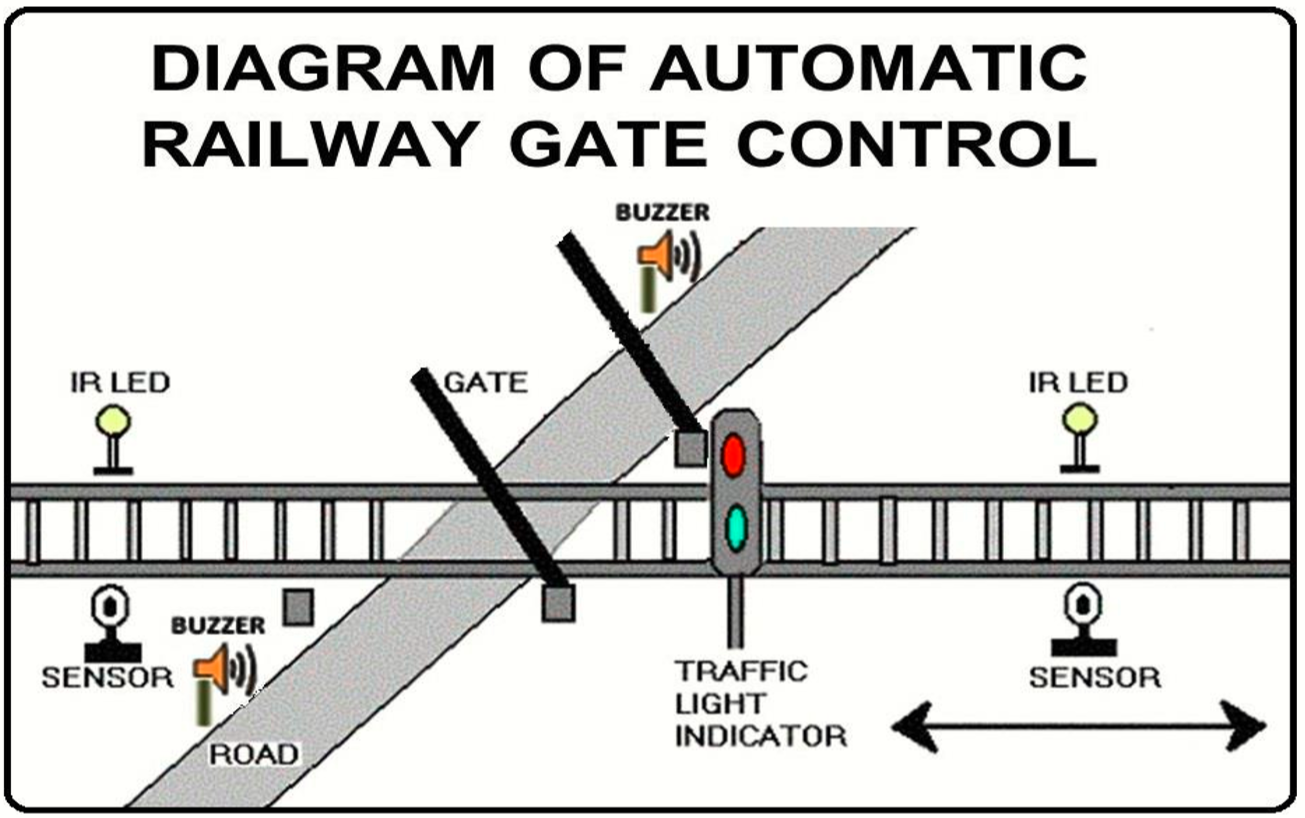 DIAGRAM OF AUTOMATIC
RAILWAY GATE CONTROL
BUZZER
IR LED
GATE
IR LED
BUZZER
SENSOR
TRAFFIC
LIGHT
INDICATOR
SENSOR
ROAD